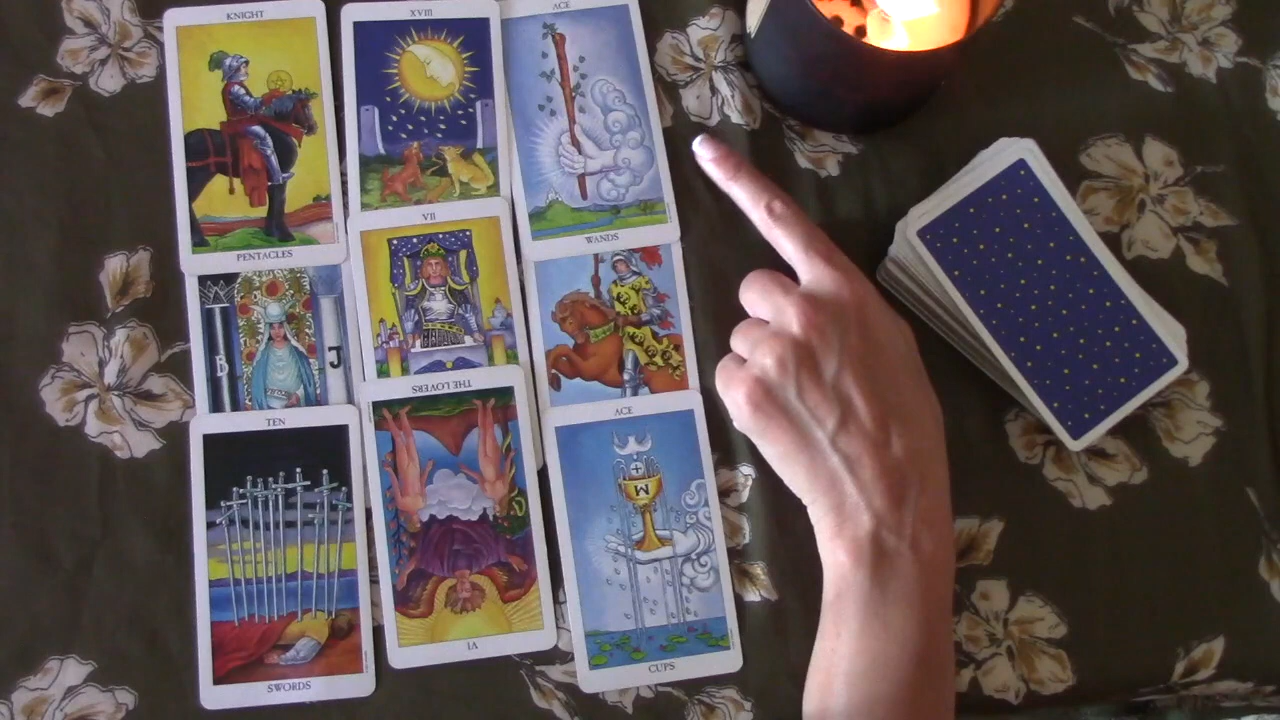 KNIGHT
PENTACLES
XVIII
ACE
WANDS
B
J
VII
TEN
SWORDS
THE LOVERS
VI
ACE
M
CUPS